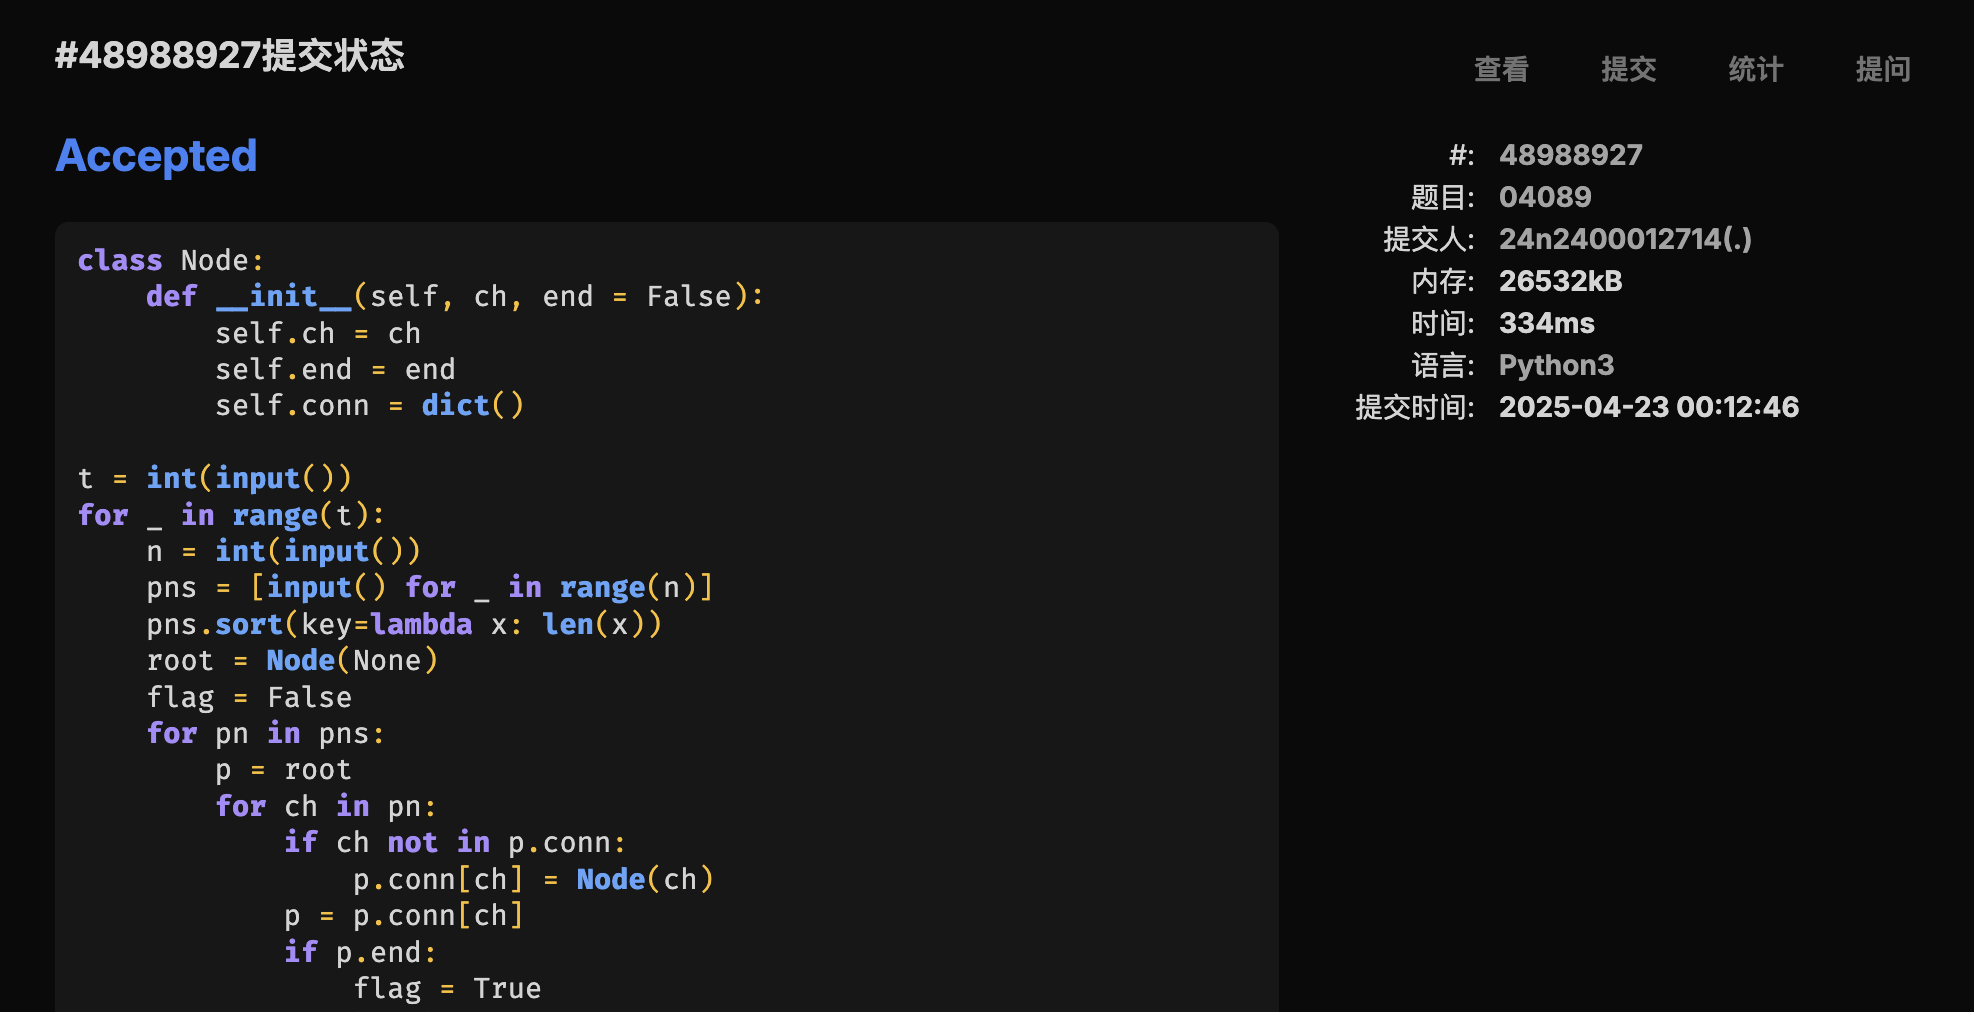 #48988927提交状态
查看 提交 统计 提问
Accepted
#: 48988927
题目: 04089
提交人: 24n2400012714(.)
内存: 26532kB
时间: 334ms
语言: Python3
提交时间: 2025-04-23 00:12:46
class Node:
    def __init__(self, ch, end = False):
        self.ch = ch
        self.end = end
        self.conn = dict()

t = int(input())
for _ in range(t):
    n = int(input())
    pns = [input() for _ in range(n)]
    pns.sort(key=lambda x: len(x))
    root = Node(None)
    flag = False
    for pn in pns:
        p = root
        for ch in pn:
            if ch not in p.conn:
                p.conn[ch] = Node(ch)
            p = p.conn[ch]
            if p.end:
                flag = True